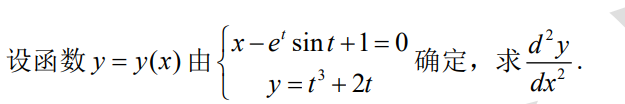 设函数 y = y(x) 由 { x − e^t sin t + 1 = 0, y = t³ + 2t 确定，求 d²y/dx² .